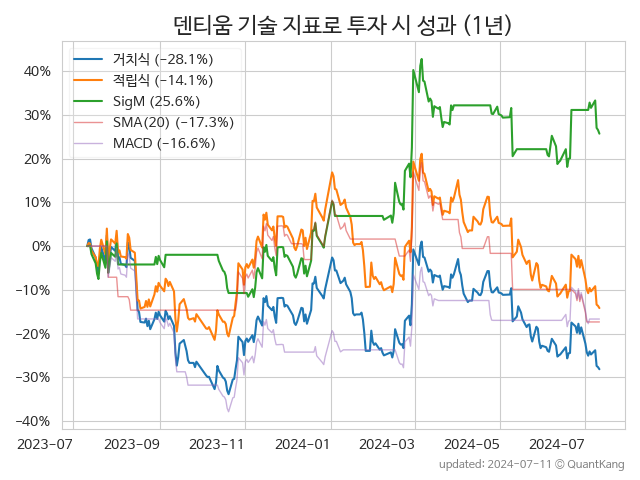 덴티움 기술 지표로 투자 시 성과 (1년)
거치식 (−28.1%)
적립식 (−14.1%)
SigM (25.6%)
SMA(20) (−17.3%)
MACD (−16.6%)
40%
30%
20%
10%
0%
−10%
−20%
−30%
−40%
2023-07 2023-09 2023-11 2024-01 2024-03 2024-05 2024-07
updated: 2024-07-11 © QuantKang